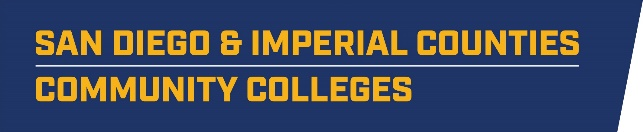 SAN DIEGO & IMPERIAL COUNTIES
COMMUNITY COLLEGES